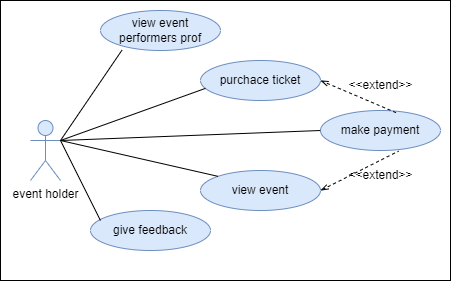 view event
performers prof
purchace ticket
<<extend>>
make payment
event holder
view event
<<extend>>
give feedback